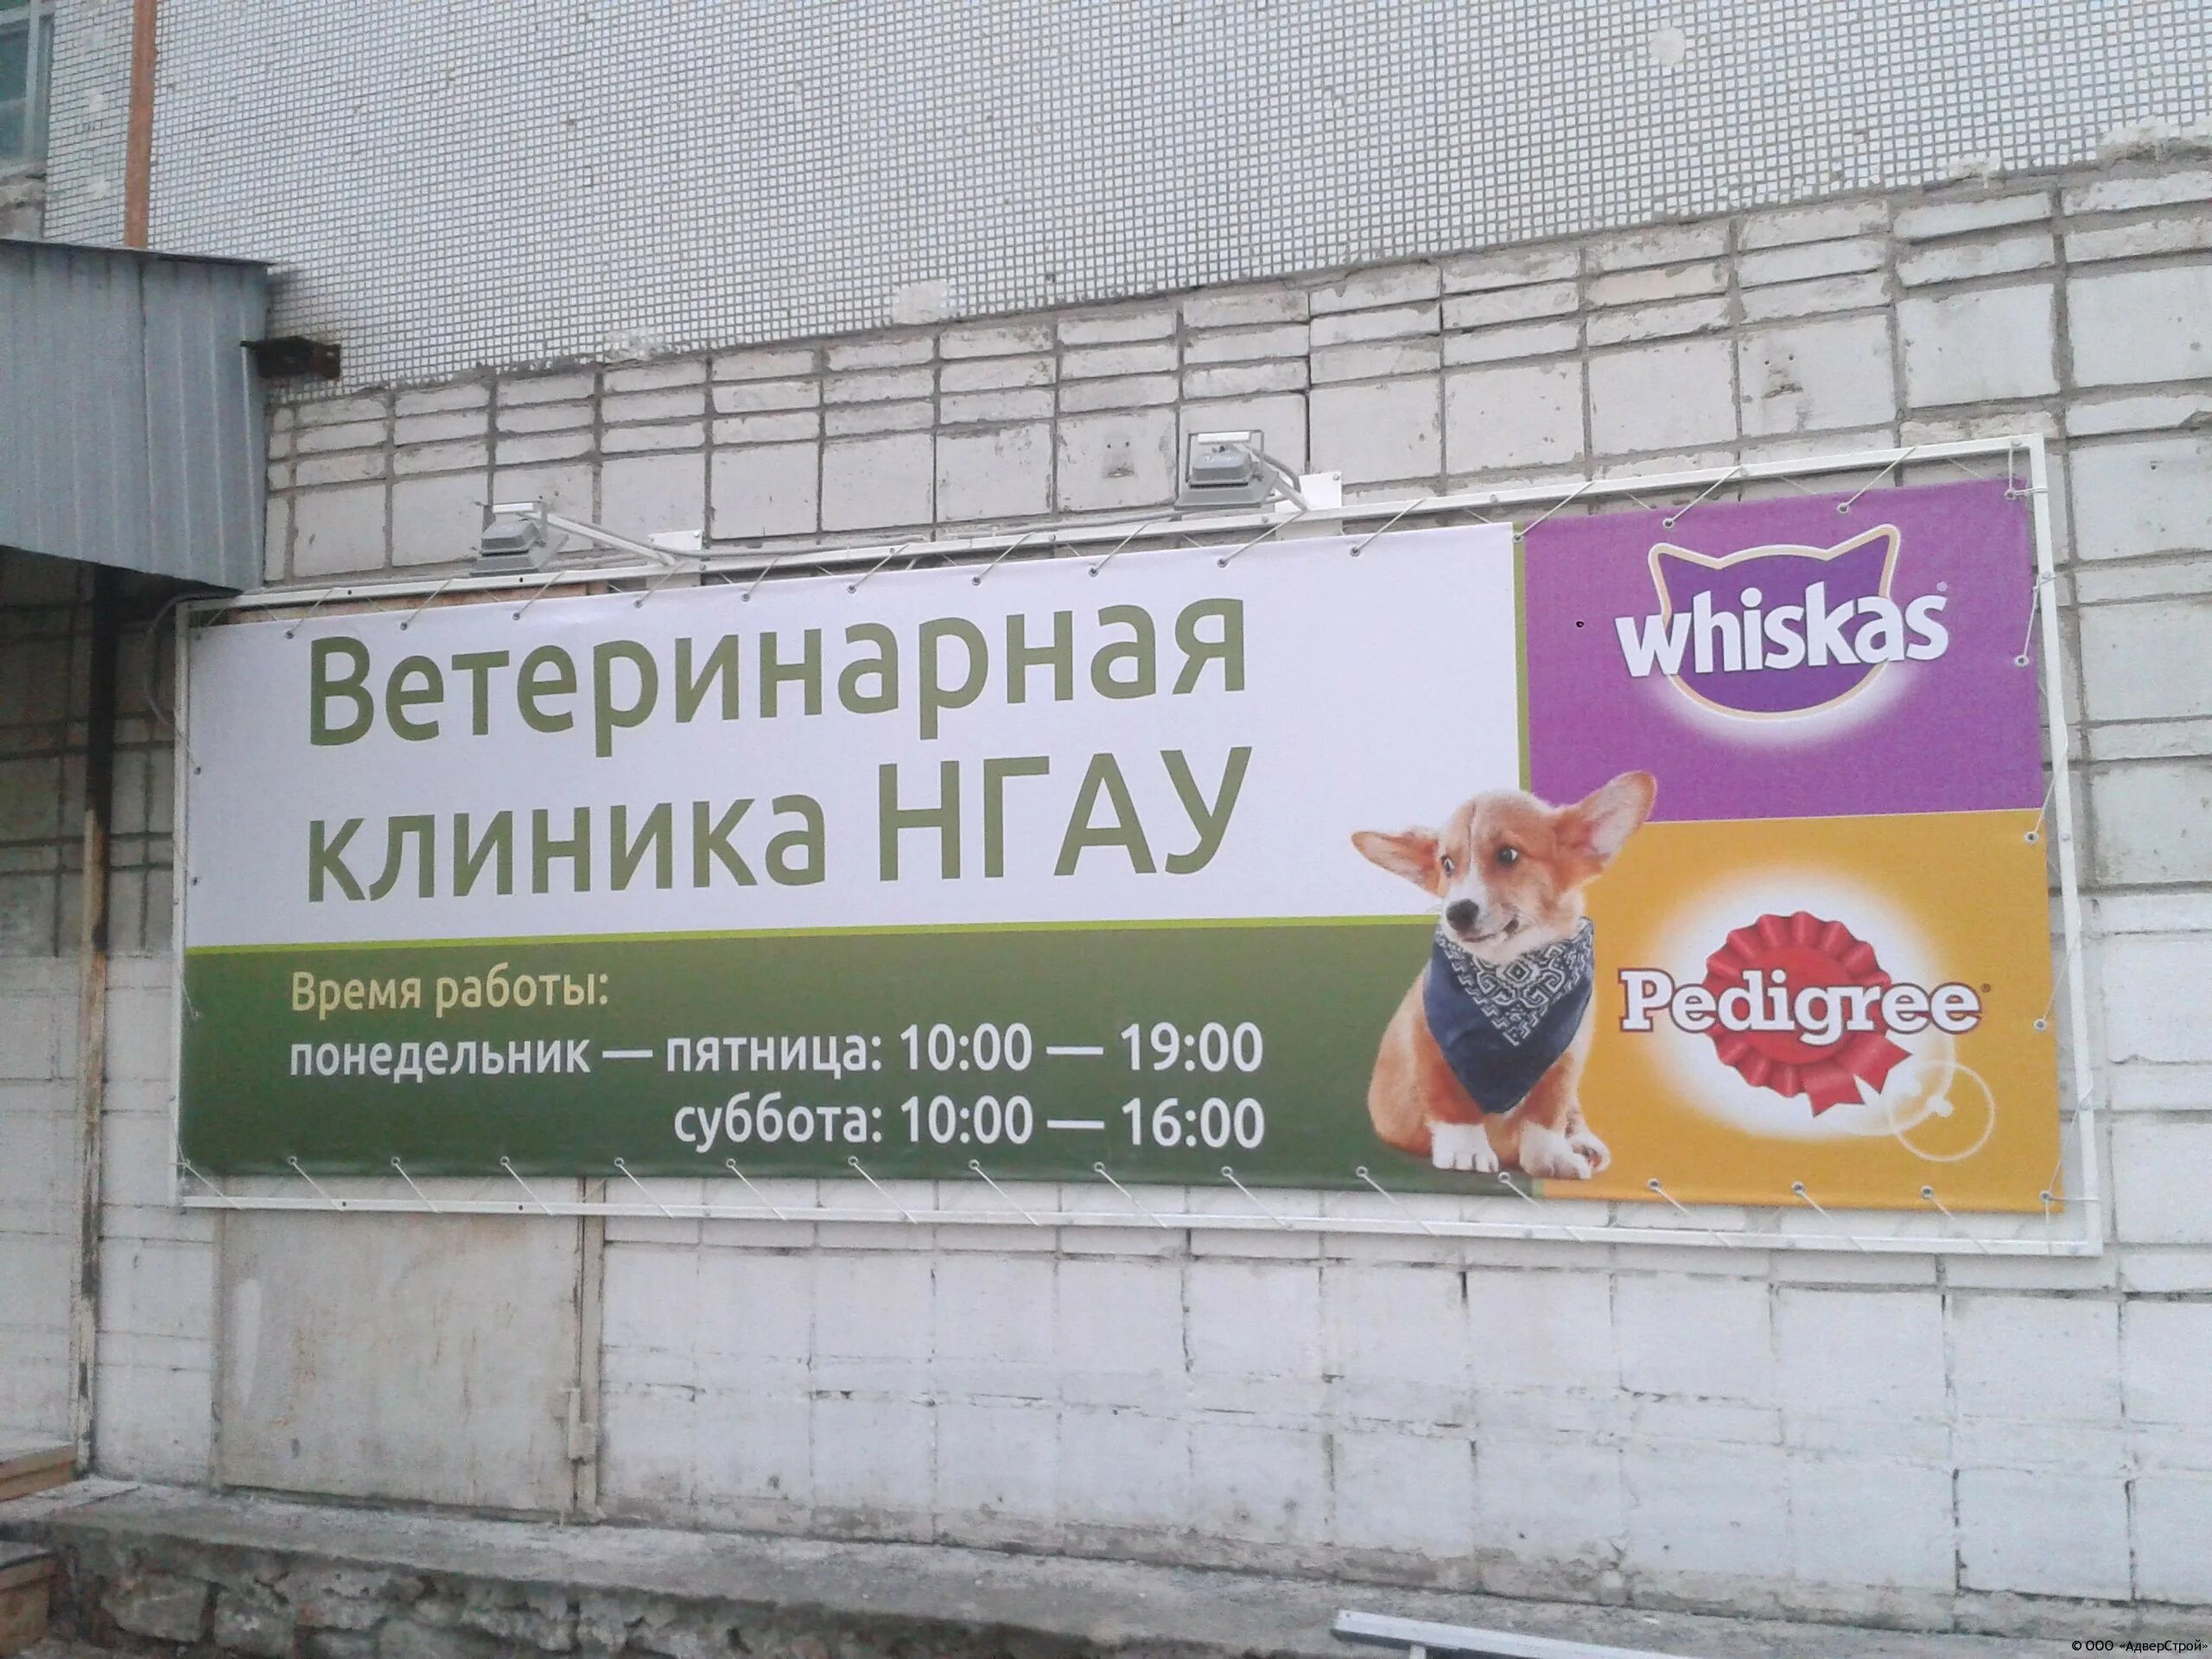 Ветеринарная
клиника НГАУ
Время работы:
понедельник — пятница: 10:00 — 19:00
суббота: 10:00 — 16:00
whiskas®
Pedigree®
© ООО «АдверСтрой»